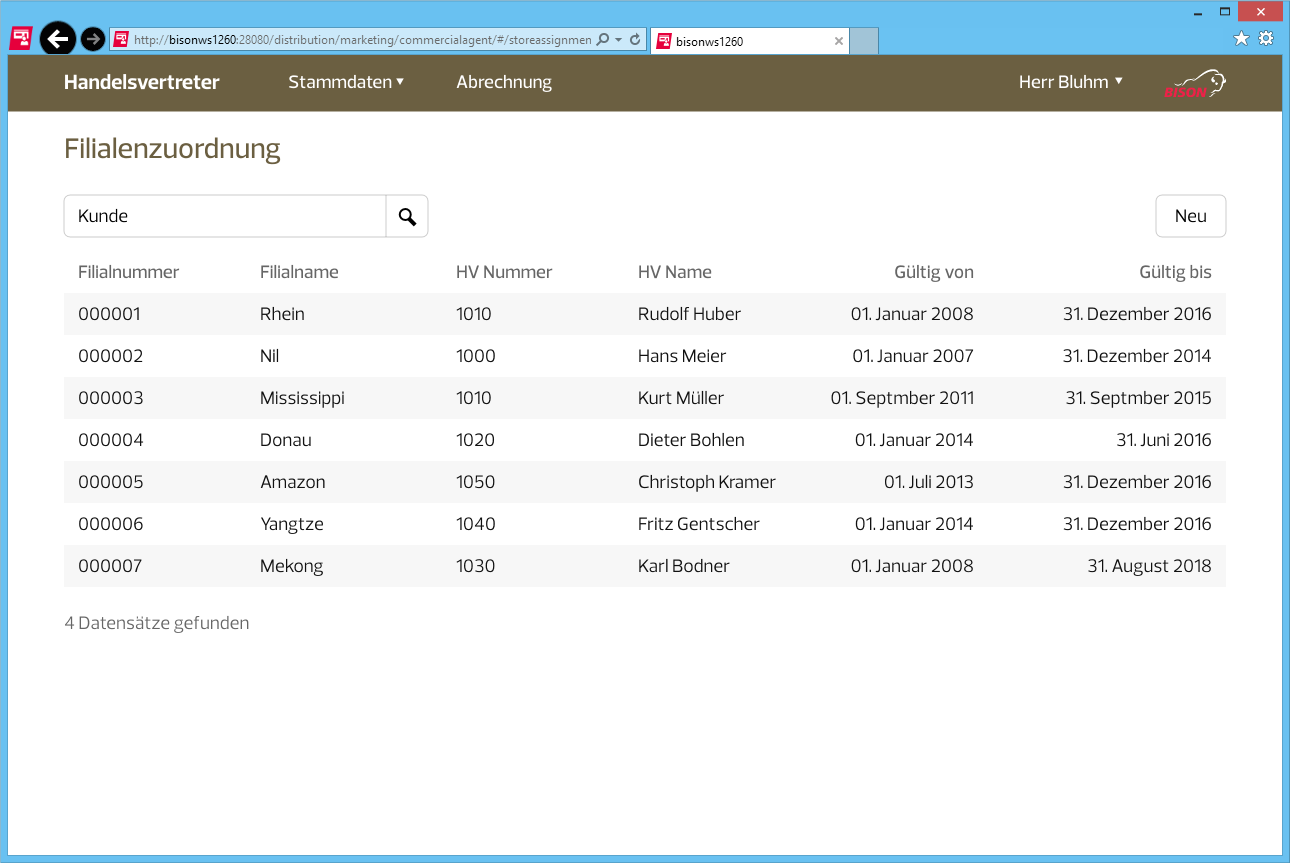 http://bisonws1260:28080/distribution/marketing/commercialagent/#/storeassignmen
bisonws1260
Handelsvertreter Stammdaten Abrechnung Herr Bluhm BISON
Filialenzuordnung
Kunde Neu
Filialnummer Filialname HV Nummer HV Name Gültig von Gültig bis
000001 Rhein 1010 Rudolf Huber 01. Januar 2008 31. Dezember 2016
000002 Nil 1000 Hans Meier 01. Januar 2007 31. Dezember 2014
000003 Mississippi 1010 Kurt Müller 01. Septmber 2011 31. Septmber 2015
000004 Donau 1020 Dieter Bohlen 01. Januar 2014 31. Juni 2016
000005 Amazon 1050 Christoph Kramer 01. Juli 2013 31. Dezember 2016
000006 Yangtze 1040 Fritz Gentscher 01. Januar 2014 31. Dezember 2016
000007 Mekong 1030 Karl Bodner 01. Januar 2008 31. August 2018
4 Datensätze gefunden